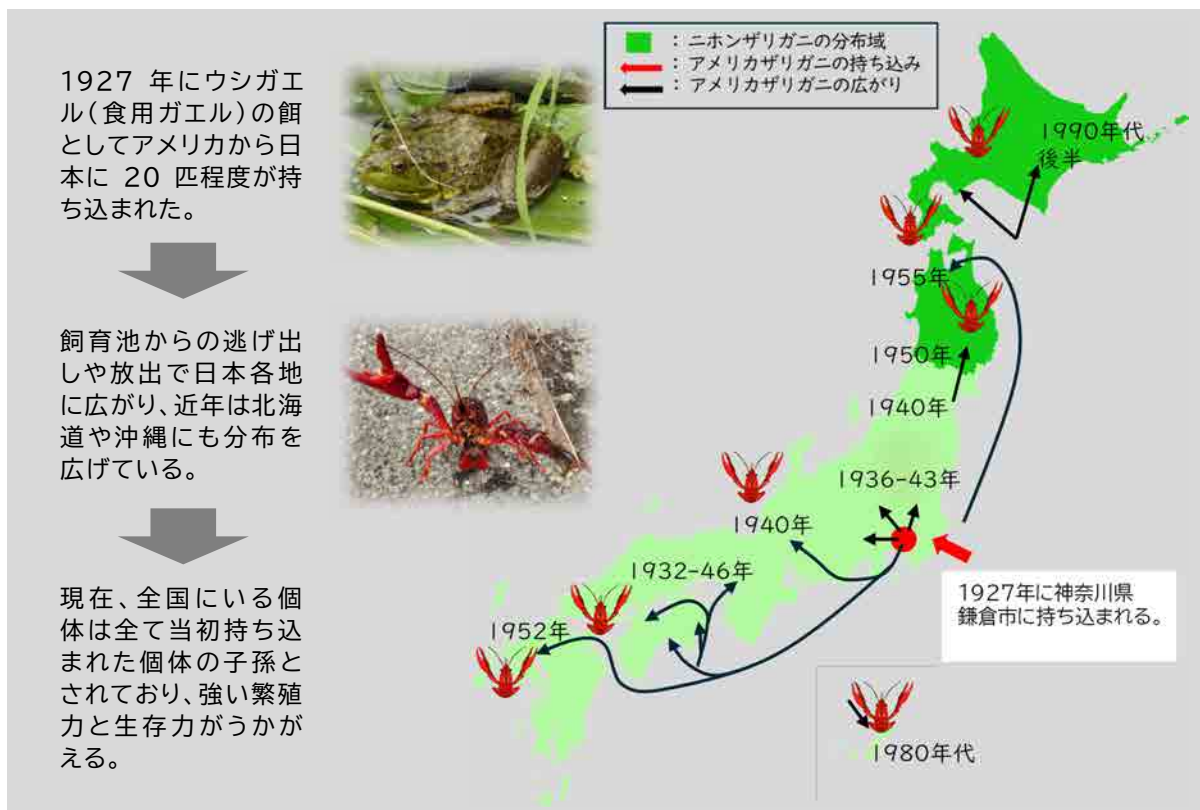 1927 年にウシガエ
ル(食用ガエル)の餌
としてアメリカから日
本に 20 匹程度が持
ち込まれた。
飼育池からの逃げ出
しや放出で日本各地
に広がり、近年は北海
道や沖縄にも分布を
広げている。
現在、全国にいる個
体は全て当初持ち込
まれた個体の子孫と
されており、強い繁殖
力と生存力がうかが
える。
：ニホンザリガニの分布域
：アメリカザリガニの持ち込み
：アメリカザリガニの広がり
1990年代
後半
1955年
1950年
1940年
1936-43年
1940年
1932-46年
1952年
1927年に神奈川県
鎌倉市に持ち込まれる。
1980年代